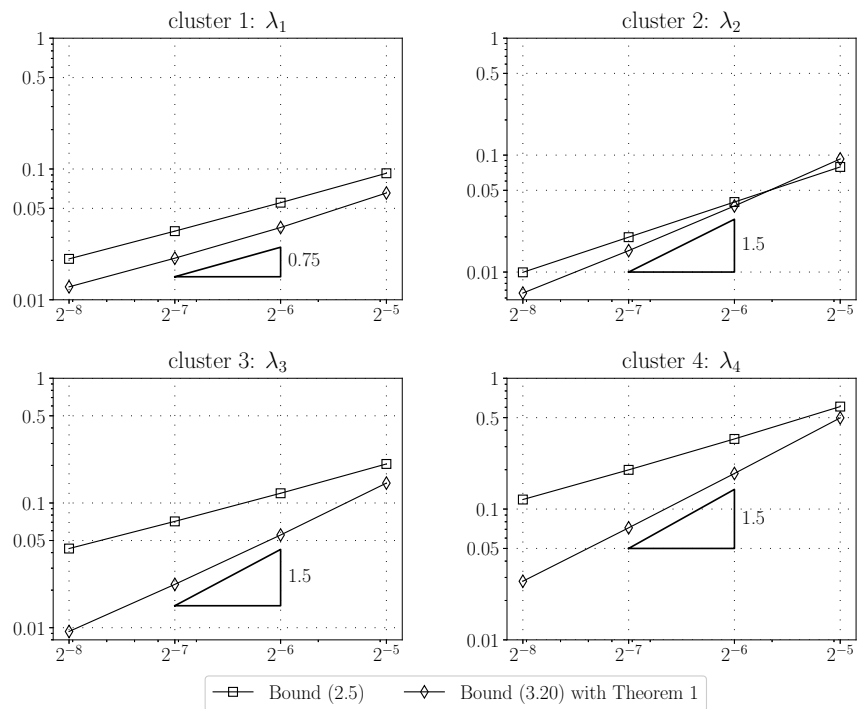 cluster 1: λ₁
1
0.5
0.1
0.05
0.01
0.75
2⁻⁸ 2⁻⁷ 2⁻⁶ 2⁻⁵
cluster 2: λ₂
1
0.5
0.1
0.05
0.01
1.5
2⁻⁸ 2⁻⁷ 2⁻⁶ 2⁻⁵
cluster 3: λ₃
1
0.5
0.1
0.05
0.01
1.5
2⁻⁸ 2⁻⁷ 2⁻⁶ 2⁻⁵
cluster 4: λ₄
1
0.5
0.1
0.05
0.01
1.5
2⁻⁸ 2⁻⁷ 2⁻⁶ 2⁻⁵
Bound (2.5) Bound (3.20) with Theorem 1